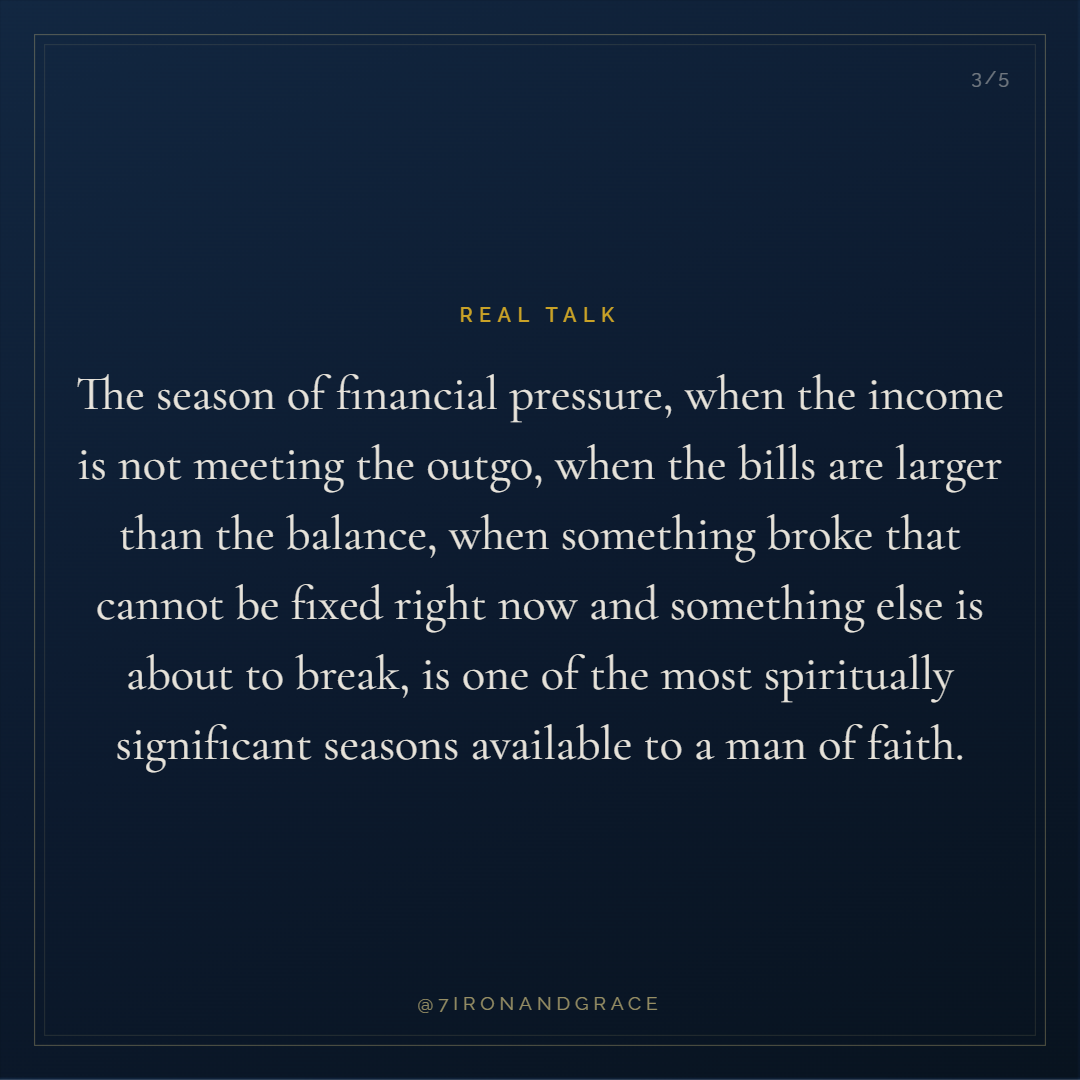 3/5
REAL TALK
The season of financial pressure, when the income
is not meeting the outgo, when the bills are larger
than the balance, when something broke that
cannot be fixed right now and something else is
about to break, is one of the most spiritually
significant seasons available to a man of faith.
@7IRONANDGRACE